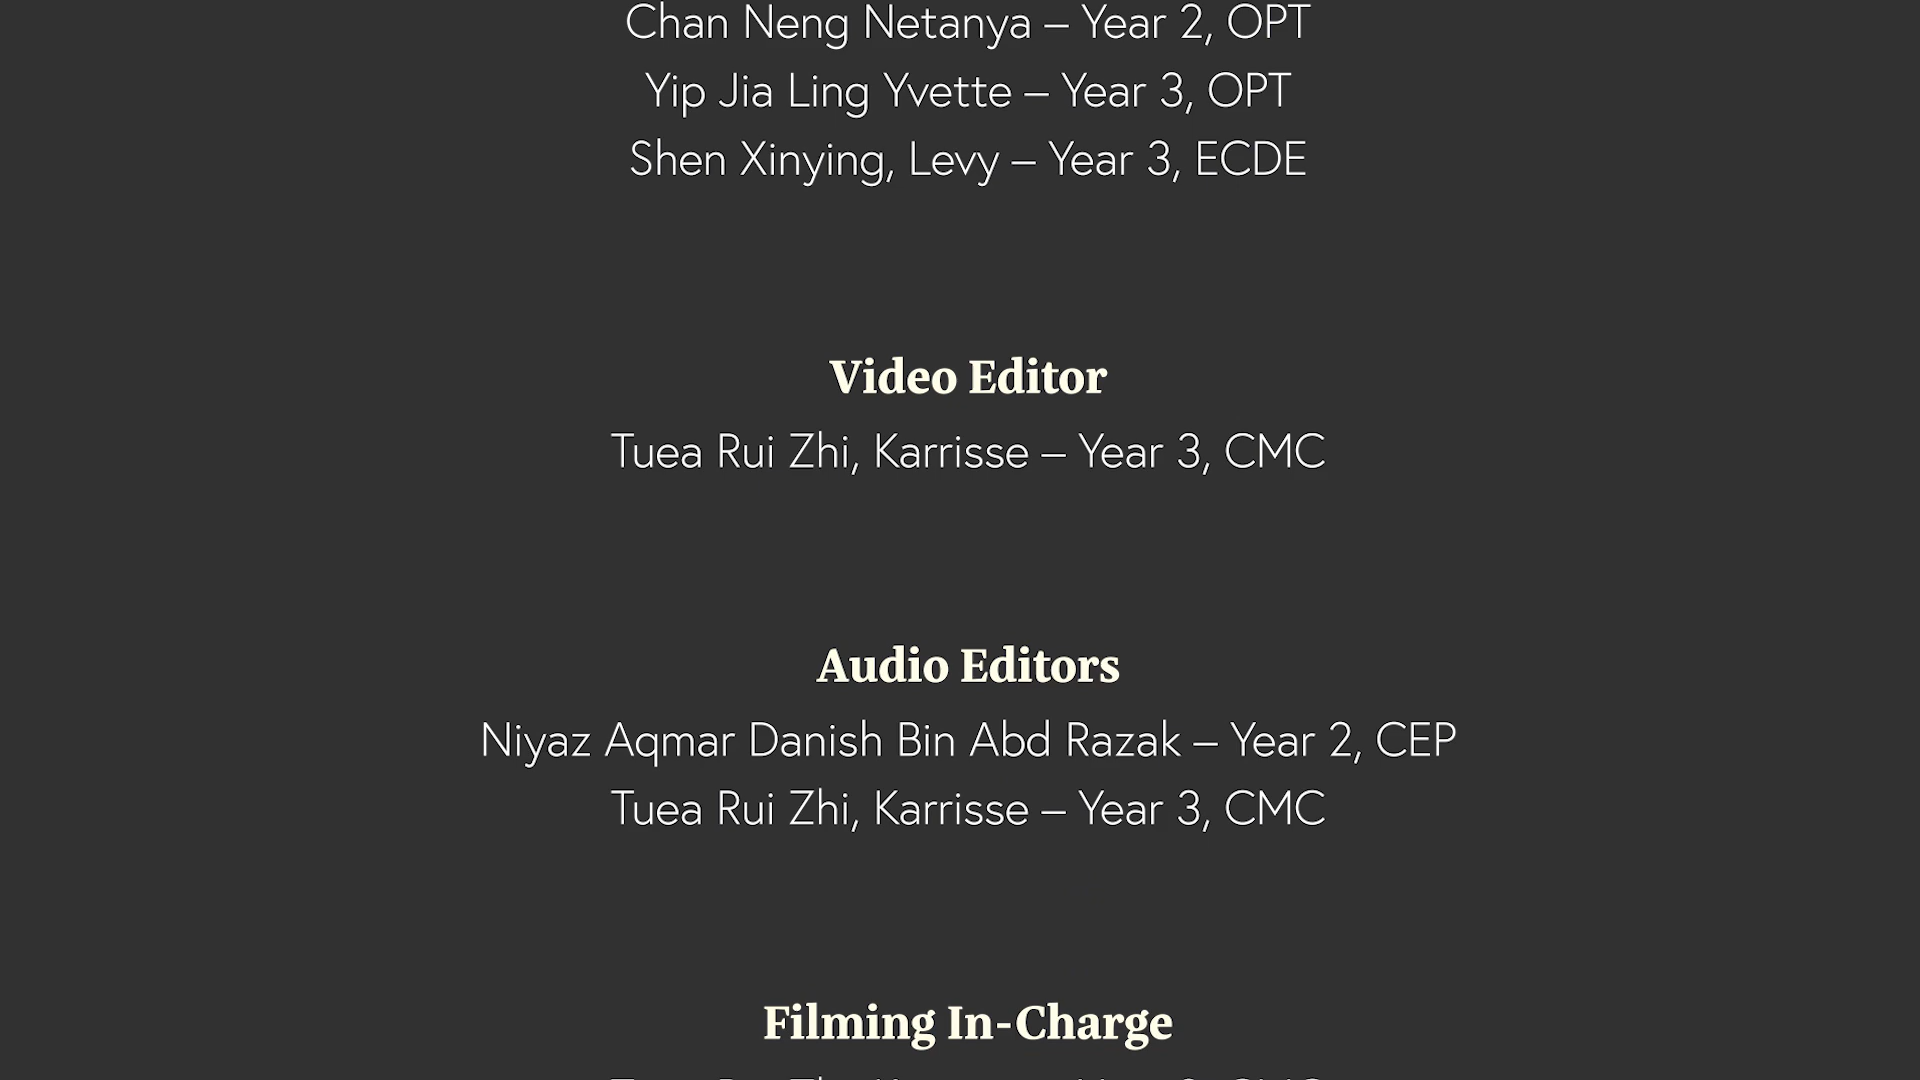 Chan Neng Netanya – Year 2, OPT
Yip Jia Ling Yvette – Year 3, OPT
Shen Xinying, Levy – Year 3, ECDE
Video Editor
Tuea Rui Zhi, Karrisse – Year 3, CMC
Audio Editors
Niyaz Aqmar Danish Bin Abd Razak – Year 2, CEP
Tuea Rui Zhi, Karrisse – Year 3, CMC
Filming In-Charge